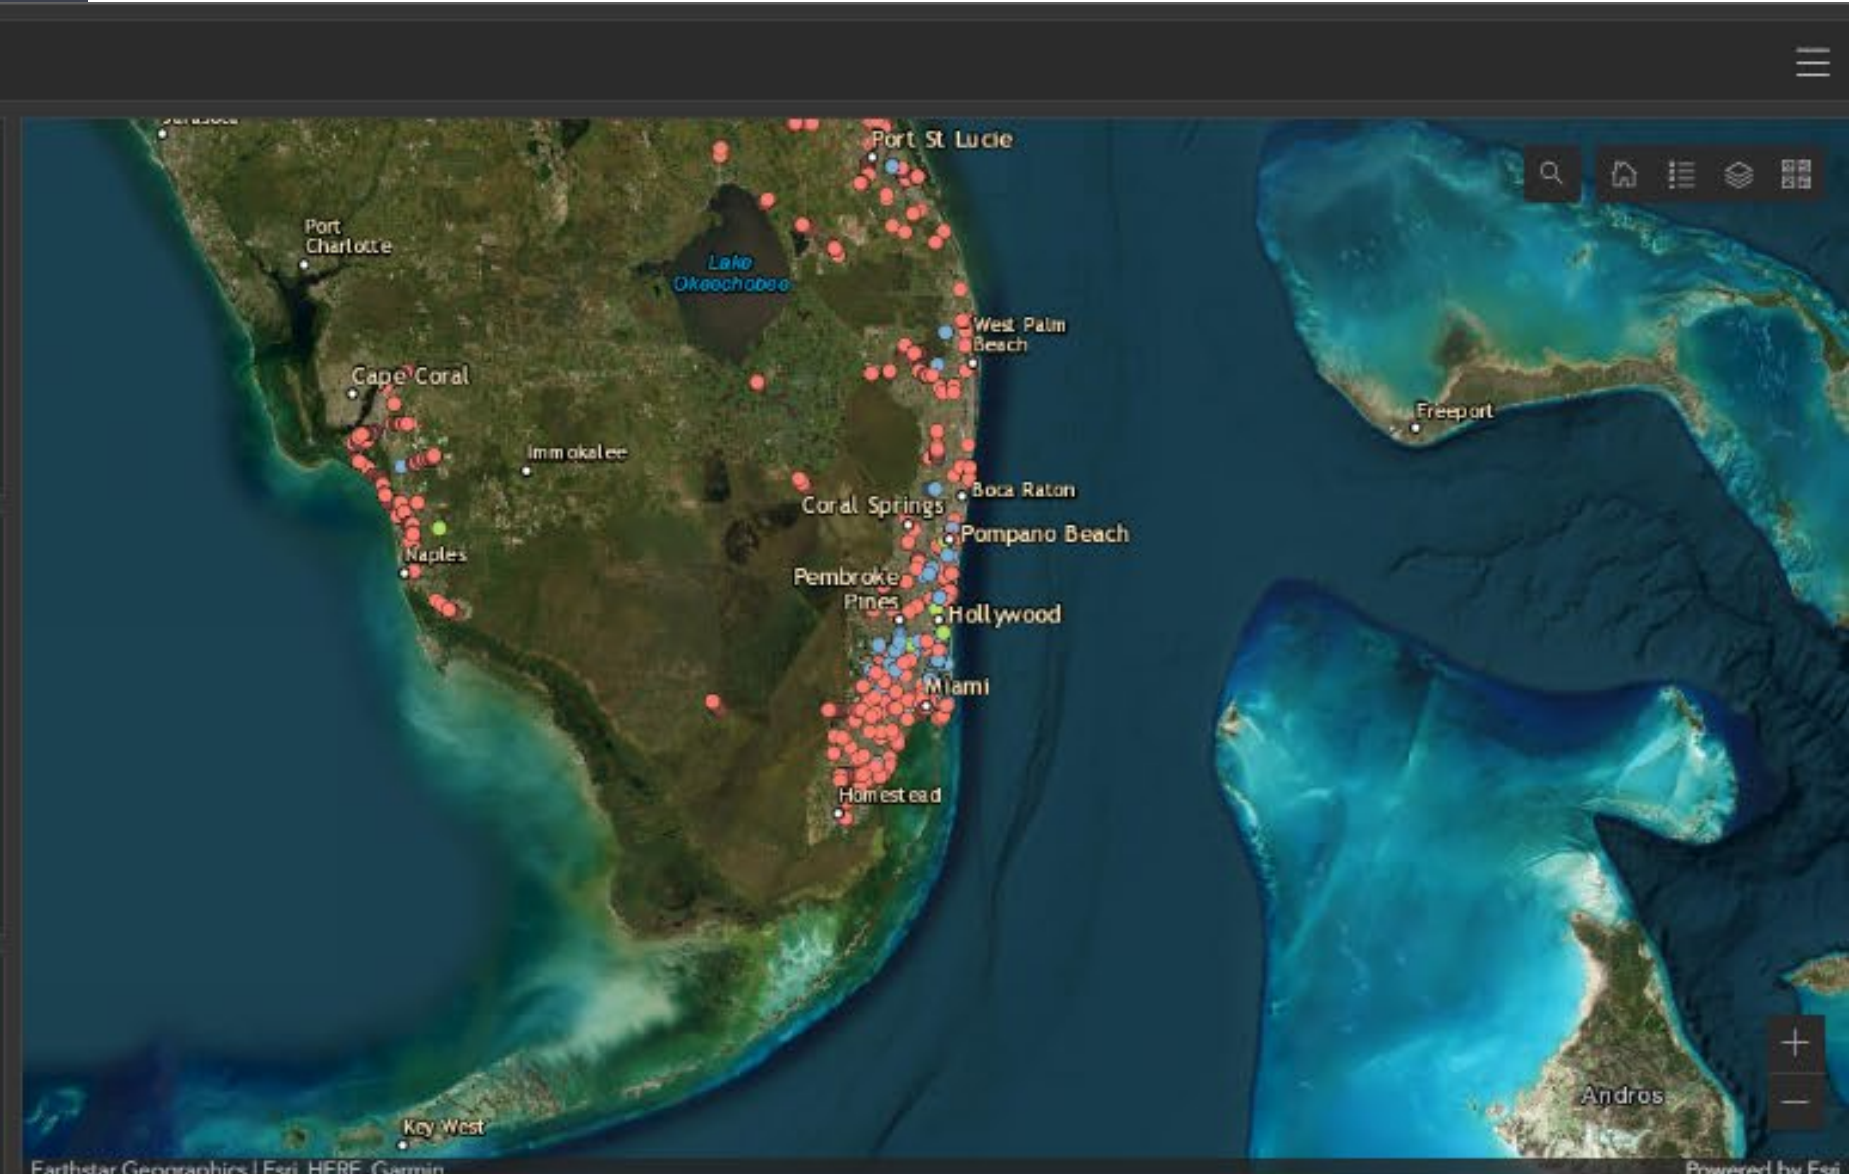 Sarasota
Port St Lucie
Port
Charlotte
Lake
Okeechobee
West Palm
Beach
Cape Coral
Freeport
Immokalee
Boca Raton
Coral Springs
Pompano Beach
Naples
Pembroke
Pines
Hollywood
Miami
Homestead
Andros
Key West
Earthstar Geographics | Esri, HERE, Garmin
Powered by Esri